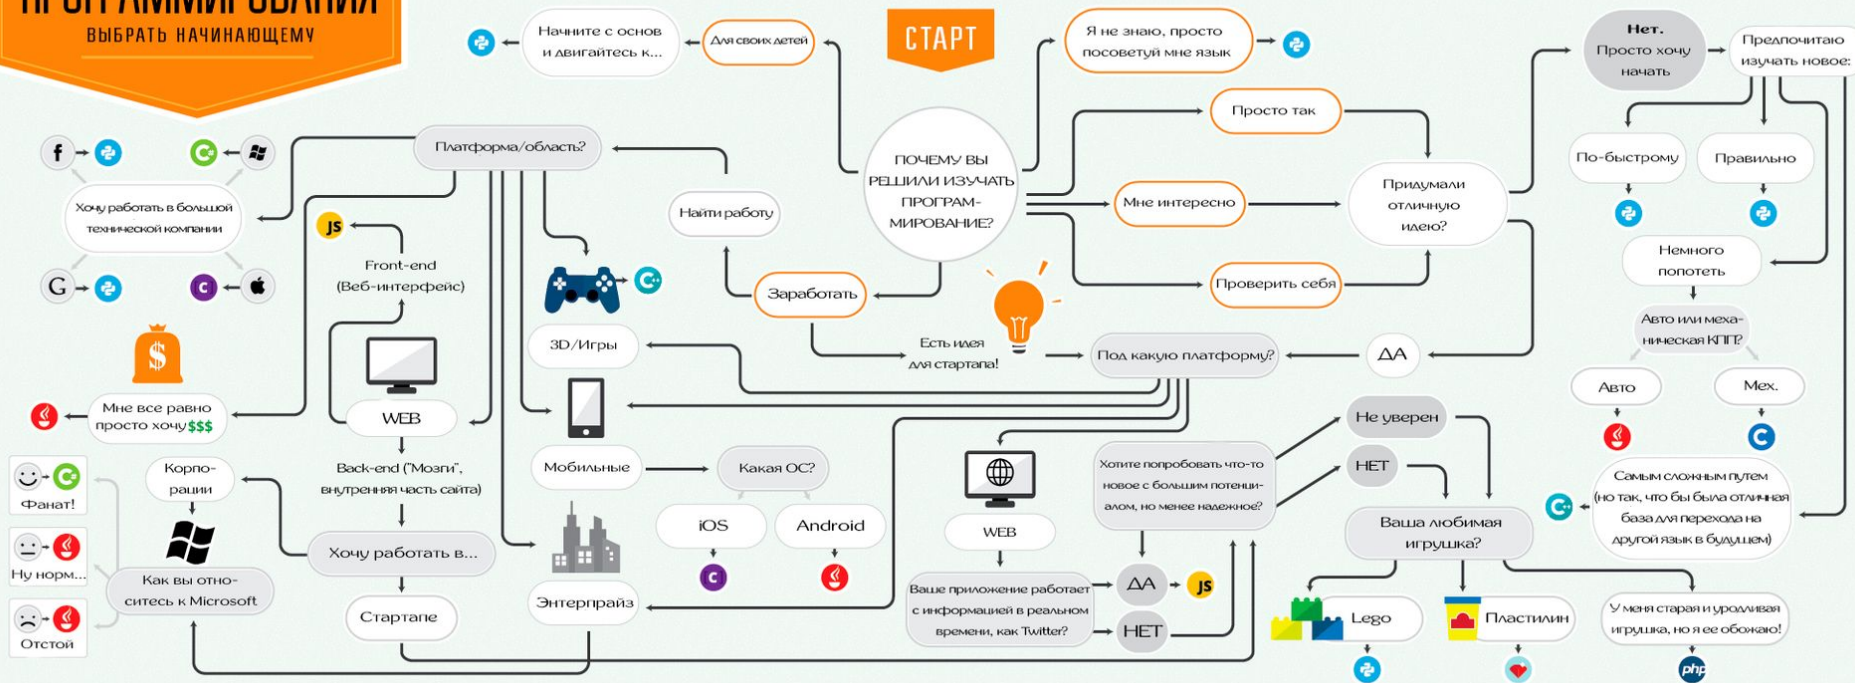 ПРОГРАММИРОВАНИЯ
ВЫБРАТЬ НАЧИНАЮЩЕМУ
СТАРТ
ПОЧЕМУ ВЫ
РЕШИЛИ ИЗУЧАТЬ
ПРОГРАМ-
МИРОВАНИЕ?
Для своих детей
Начните с основ
и двигайтесь к...
Я не знаю, просто
посоветуй мне язык
Просто так
Мне интересно
Проверить себя
Придумали
отличную
идею?
Нет.
Просто хочу
начать
Предпочитаю
изучать новое:
По-быстрому
Правильно
Немного
попотеть
Авто или меха-
ническая КПП?
Авто
Мех.
C
Самым сложным путем
(но так, что бы была отличная
база для перехода на
другой язык в будущем)
C++
ДА
Под какую платформу?
Заработать
Есть идея
для стартапа!
Найти работу
Платформа/область?
Хочу работать в большой
технической компании
f
C#
G
C
Мне все равно
просто хочу $$$
$
JS
Front-end
(Веб-интерфейс)
WEB
Back-end ("Мозги",
внутренняя часть сайта)
Хочу работать в...
Корпо-
рации
Стартапе
Как вы отно-
ситесь к Microsoft
C#
Фанат!
Ну норм...
Отстой
C++
3D/Игры
Мобильные
Какая ОС?
iOS
Android
C
Энтерпрайз
WEB
Ваше приложение работает
с информацией в реальном
времени, как Twitter?
ДА
JS
НЕТ
Хотите попробовать что-то
новое с большим потенци-
алом, но менее надежное?
Не уверен
НЕТ
Ваша любимая
игрушка?
Lego
Пластилин
У меня старая и уродливая
игрушка, но я ее обожаю!
php